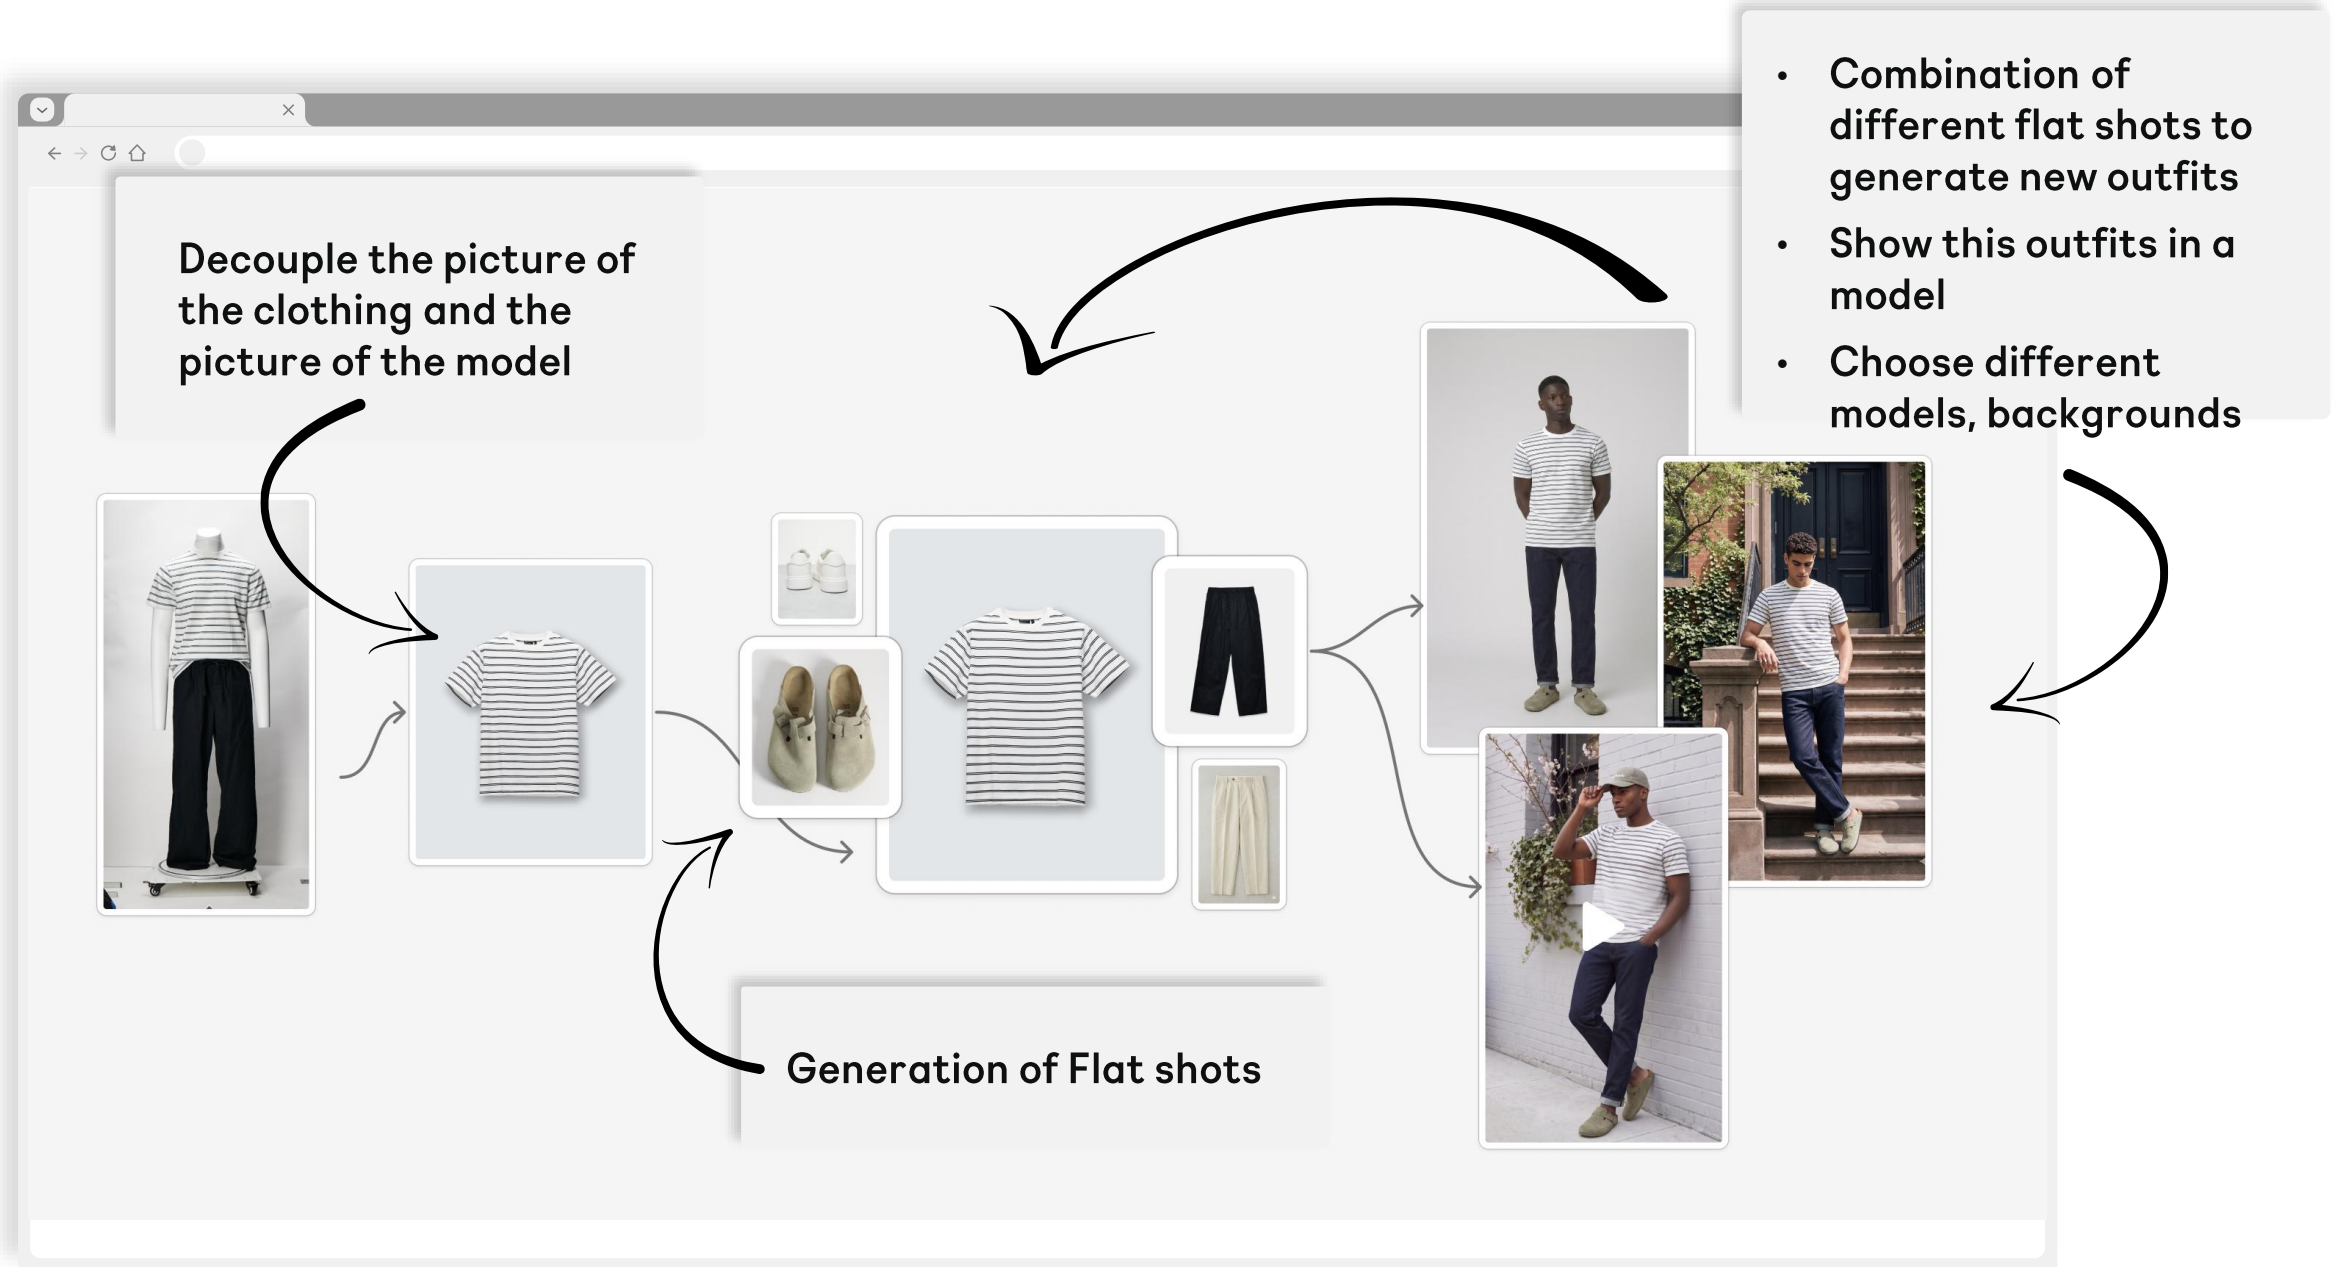 Decouple the picture of
the clothing and the
picture of the model
Generation of Flat shots
• Combination of
different flat shots to
generate new outfits
• Show this outfits in a
model
• Choose different
models, backgrounds